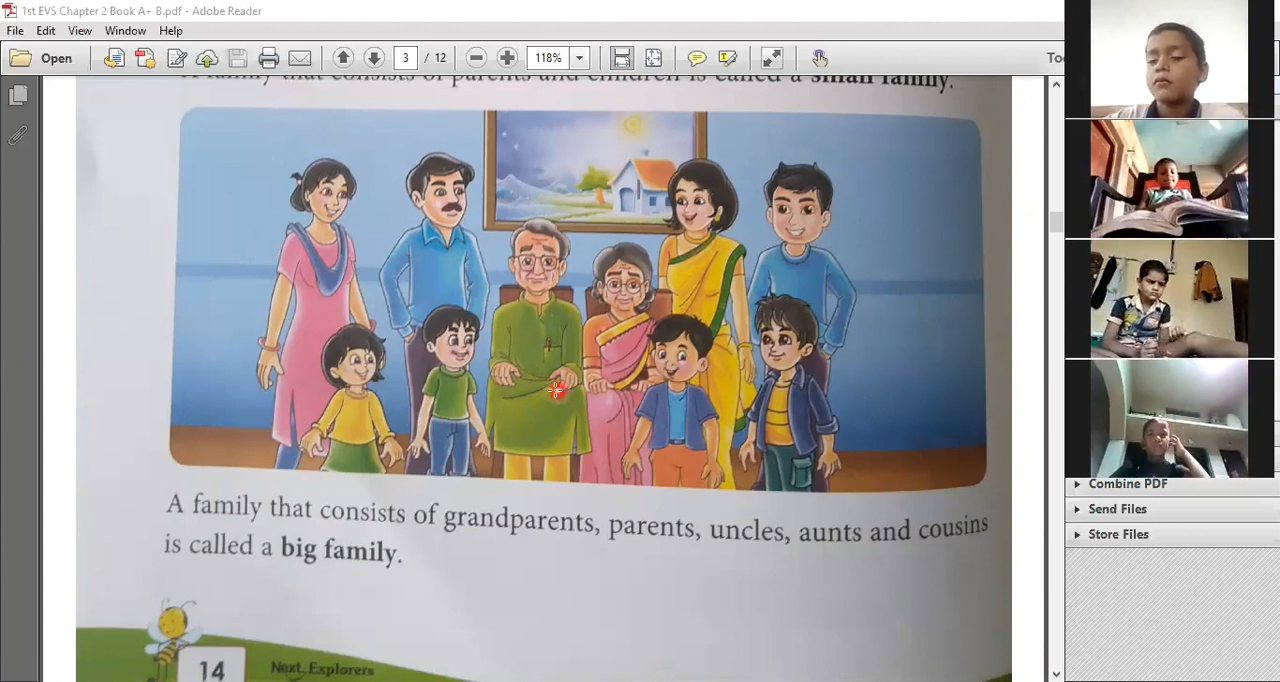 1st EVS Chapter 2 Book A+ B.pdf - Adobe Reader
File Edit View Window Help
Open 3 / 12 118% To
A family that consists of parents and children is called a small family.
A family that consists of grandparents, parents, uncles, aunts and cousins
is called a big family.
14 Next, Explorers
Combine PDF
Send Files
Store Files